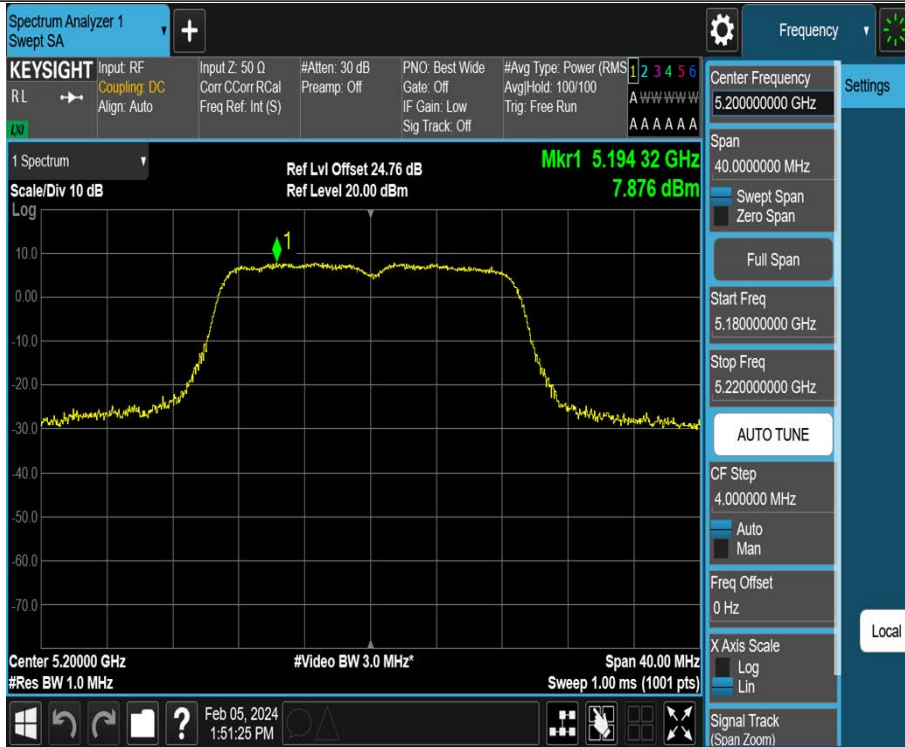 Spectrum Analyzer 1
Swept SA
+
Frequency
KEYSIGHT
RL
LXI
Input: RF
Coupling: DC
Align: Auto
Input Z: 50 Ω
Corr CCorr RCal
Freq Ref: Int (S)
#Atten: 30 dB
Preamp: Off
PNO: Best Wide
Gate: Off
IF Gain: Low
Sig Track: Off
#Avg Type: Power (RMS
Avg|Hold: 100/100
Trig: Free Run
1 2 3 4 5 6
A W W W W W
A A A A A A
Center Frequency
5.200000000 GHz
Settings
1 Spectrum
Scale/Div 10 dB
Log
Ref Lvl Offset 24.76 dB
Ref Level 20.00 dBm
Mkr1 5.194 32 GHz
7.876 dBm
1
10.0
0.00
-10.0
-20.0
-30.0
-40.0
-50.0
-60.0
-70.0
Span
40.0000000 MHz
Swept Span
Zero Span
Full Span
Start Freq
5.180000000 GHz
Stop Freq
5.220000000 GHz
AUTO TUNE
CF Step
4.000000 MHz
Auto
Man
Freq Offset
0 Hz
Local
X Axis Scale
Log
Lin
Signal Track
(Span Zoom)
Center 5.20000 GHz
#Res BW 1.0 MHz
#Video BW 3.0 MHz*
Span 40.00 MHz
Sweep 1.00 ms (1001 pts)
?
Feb 05, 2024
1:51:25 PM